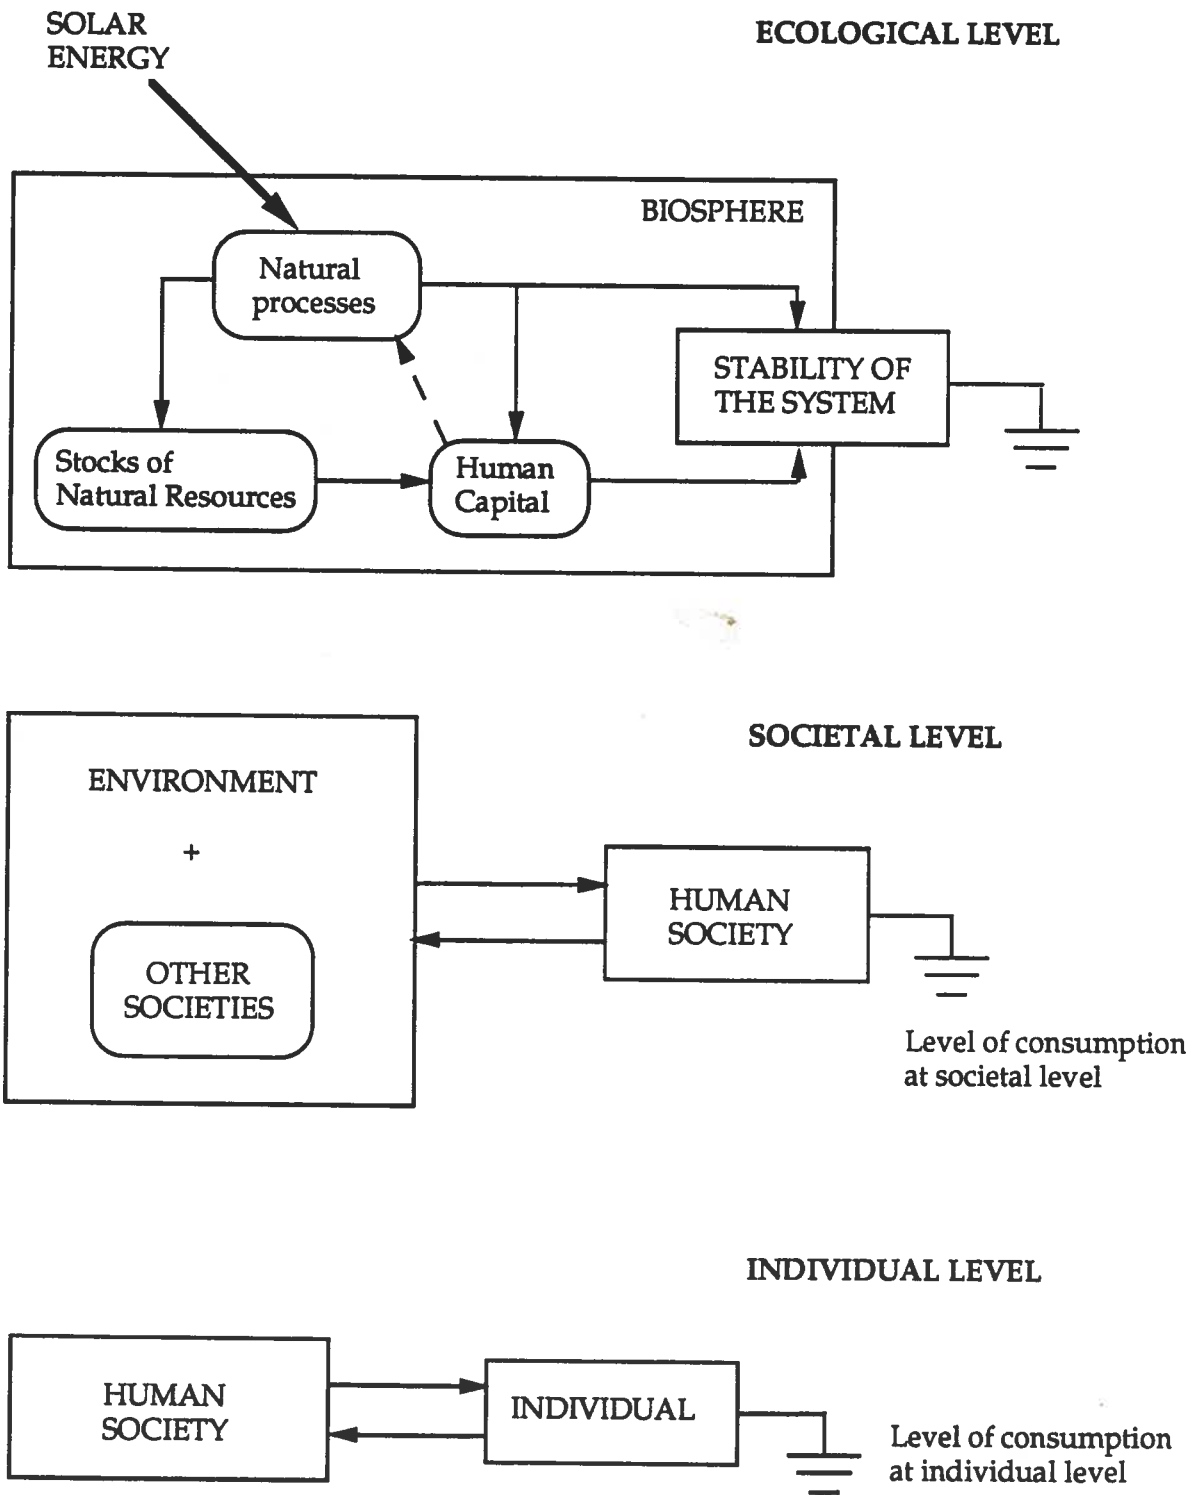 SOLAR
ENERGY
ECOLOGICAL LEVEL
BIOSPHERE
Natural
processes
STABILITY OF
THE SYSTEM
Stocks of
Natural Resources
Human
Capital
SOCIETAL LEVEL
ENVIRONMENT
+
HUMAN
SOCIETY
OTHER
SOCIETIES
Level of consumption
at societal level
INDIVIDUAL LEVEL
HUMAN
SOCIETY
INDIVIDUAL
Level of consumption
at individual level